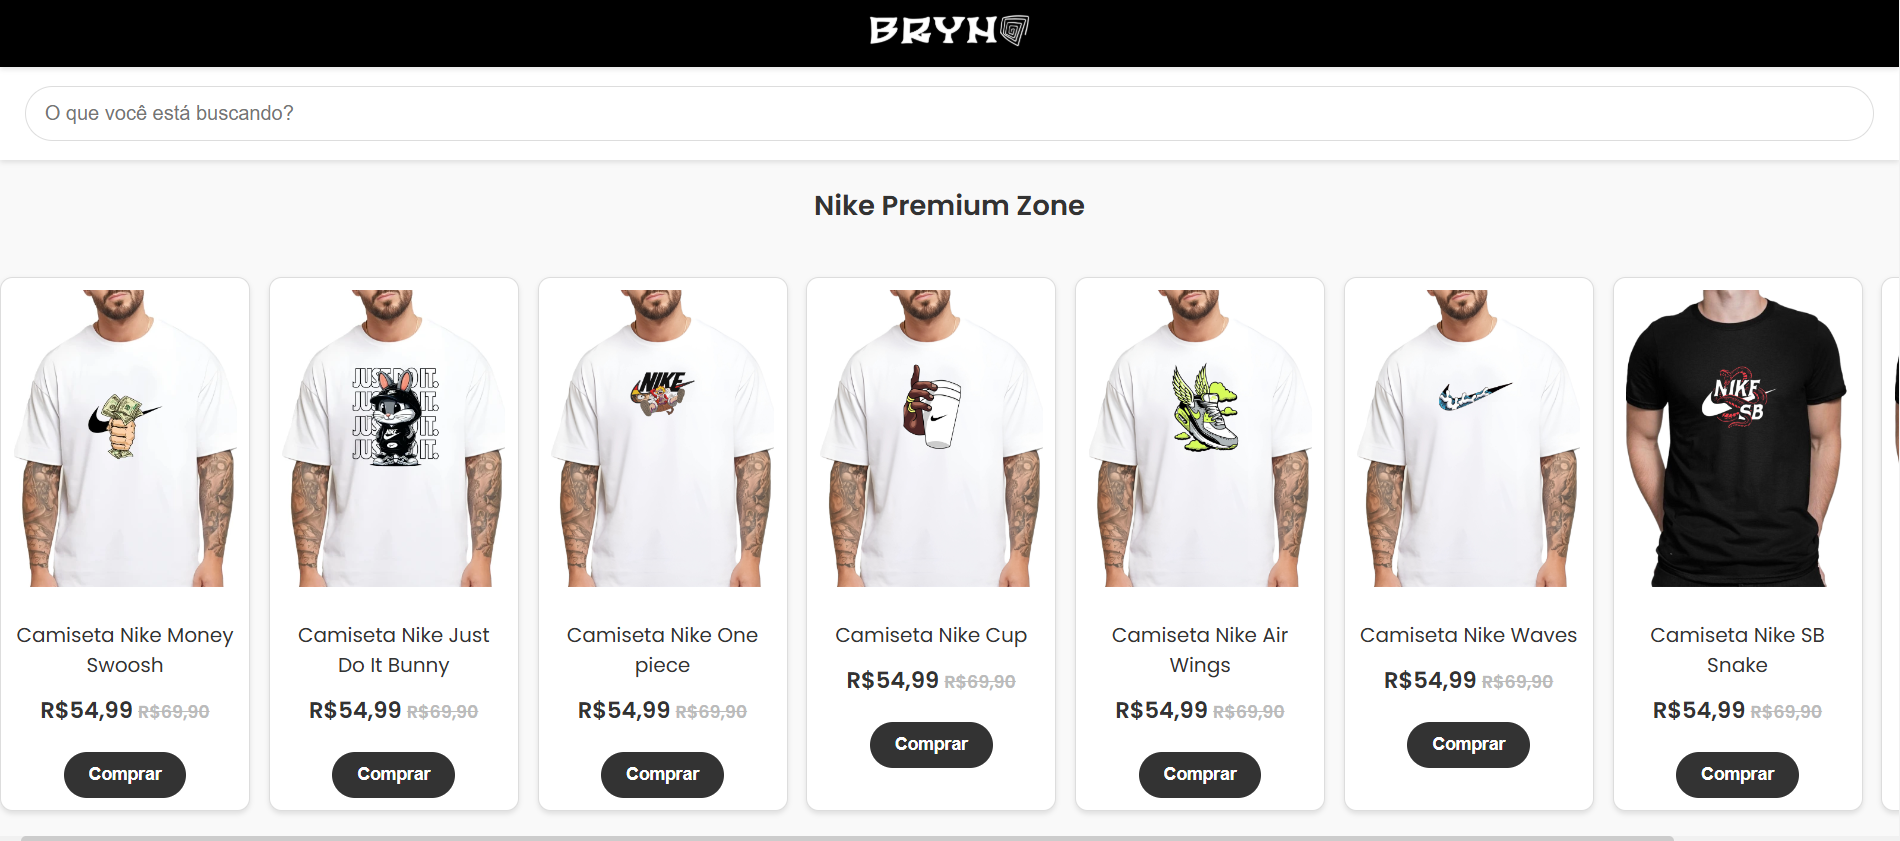 BRYN
O que você está buscando?
Nike Premium Zone
JUST DO IT.
NIKE
NIKE
SB
Camiseta Nike Money
Swoosh
R$54,99 R$69,90
Comprar
Camiseta Nike Just
Do It Bunny
R$54,99 R$69,90
Comprar
Camiseta Nike One
piece
R$54,99 R$69,90
Comprar
Camiseta Nike Cup
R$54,99 R$69,90
Comprar
Camiseta Nike Air
Wings
R$54,99 R$69,90
Comprar
Camiseta Nike Waves
R$54,99 R$69,90
Comprar
Camiseta Nike SB
Snake
R$54,99 R$69,90
Comprar